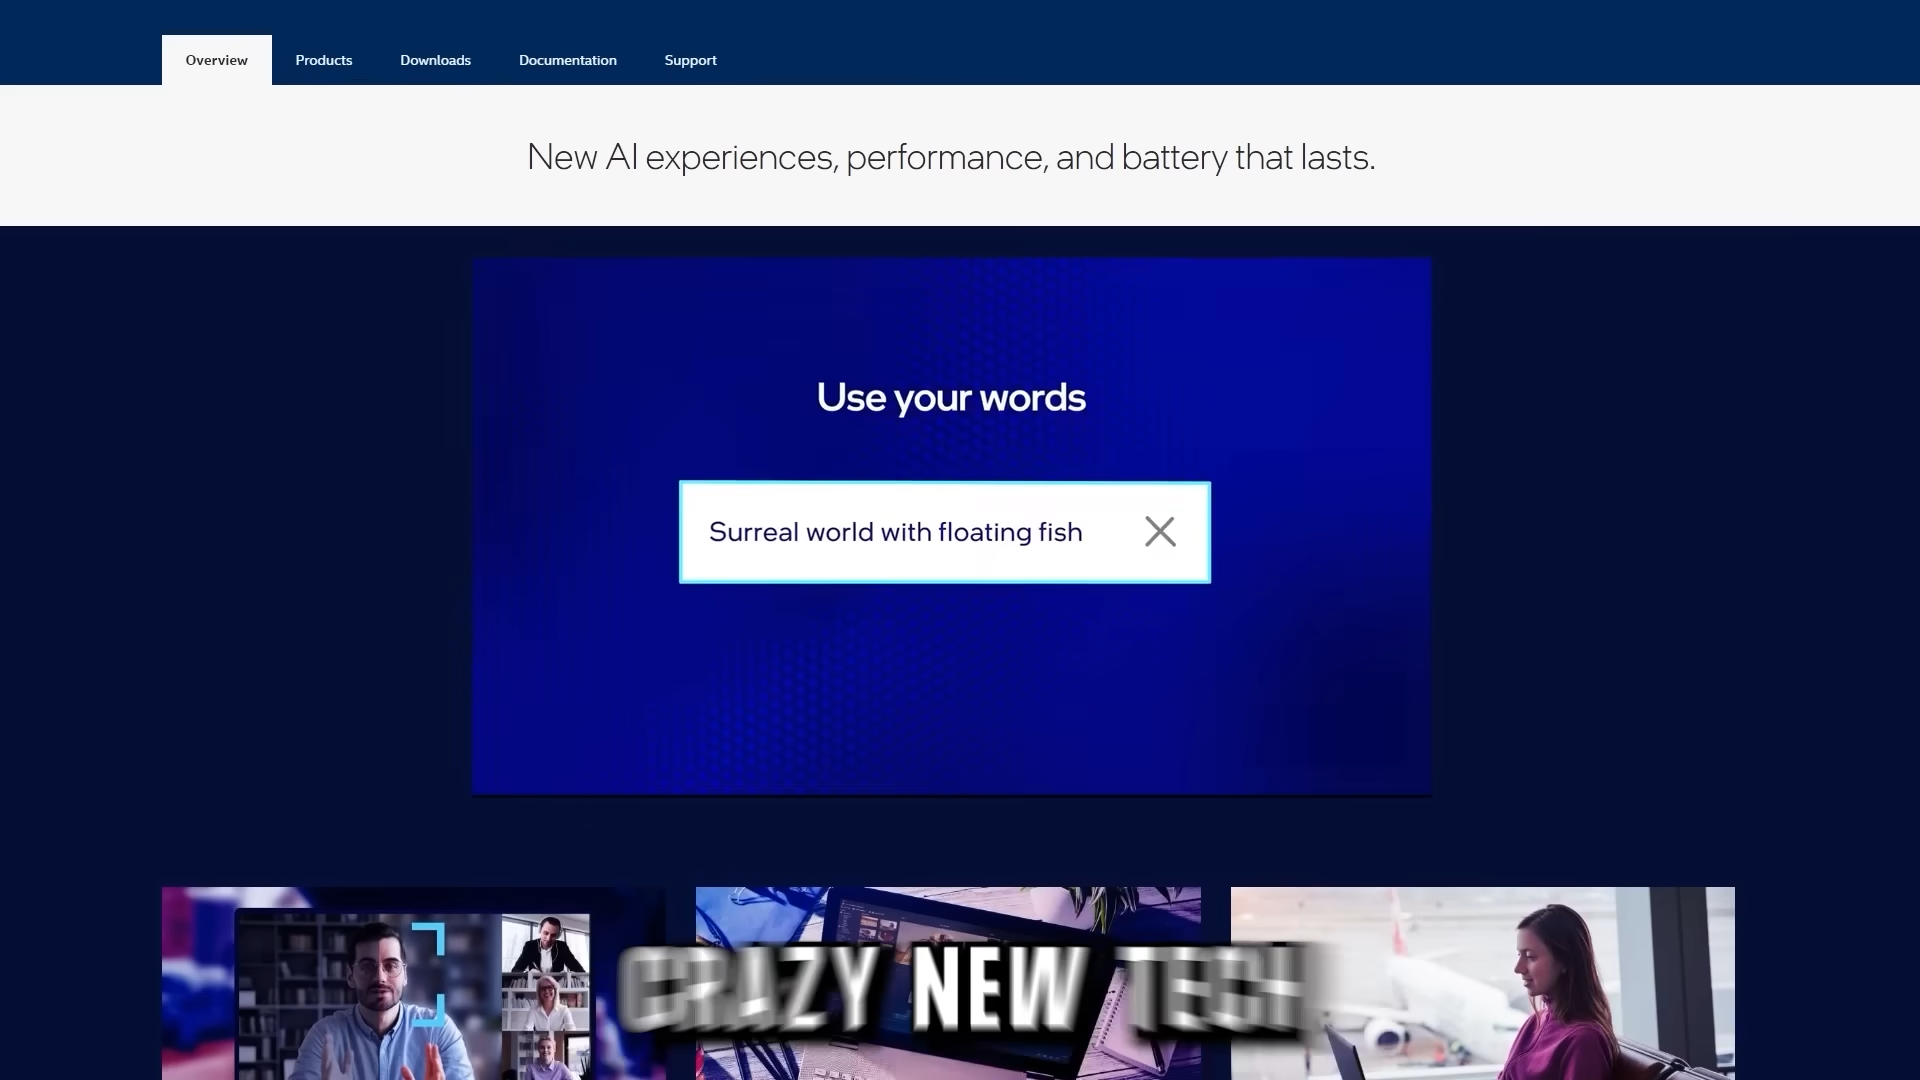 Overview
Products
Downloads
Documentation
Support
New AI experiences, performance, and battery that lasts.
Use your words
Surreal world with floating fish
CRAZY NEW TECH